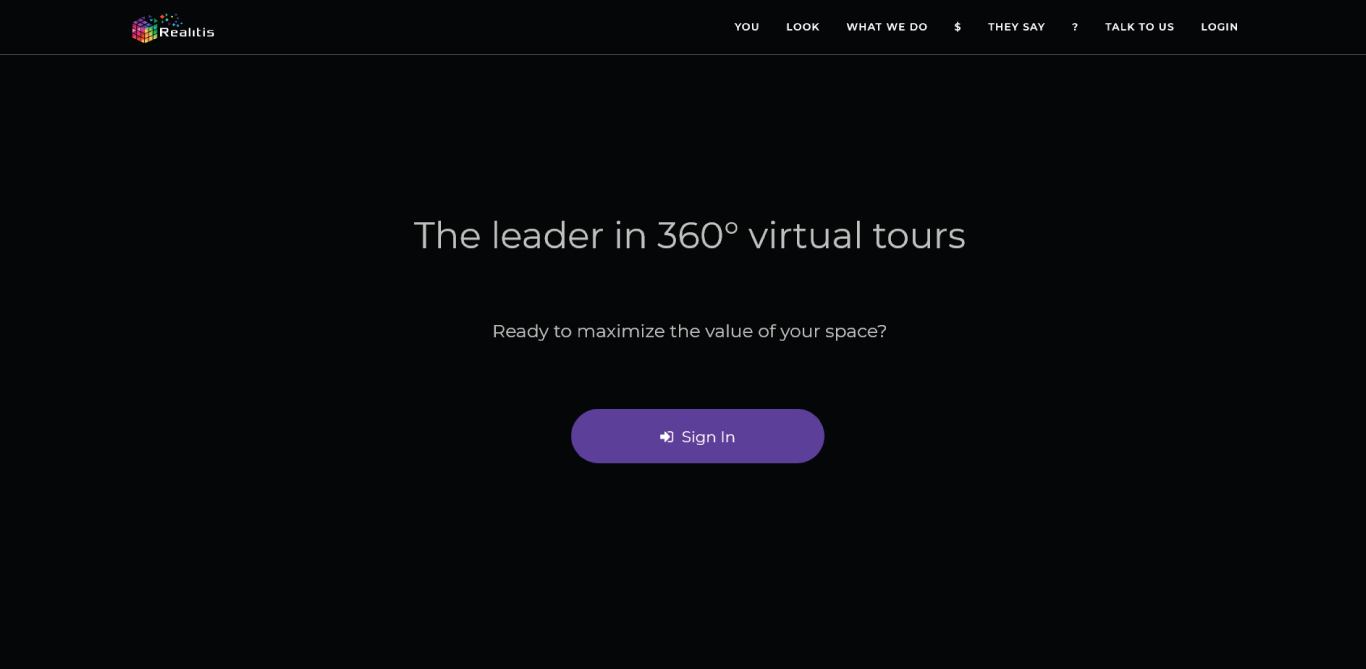 Realitis
YOU LOOK WHAT WE DO $ THEY SAY ? TALK TO US LOGIN
The leader in 360° virtual tours
Ready to maximize the value of your space?
Sign In